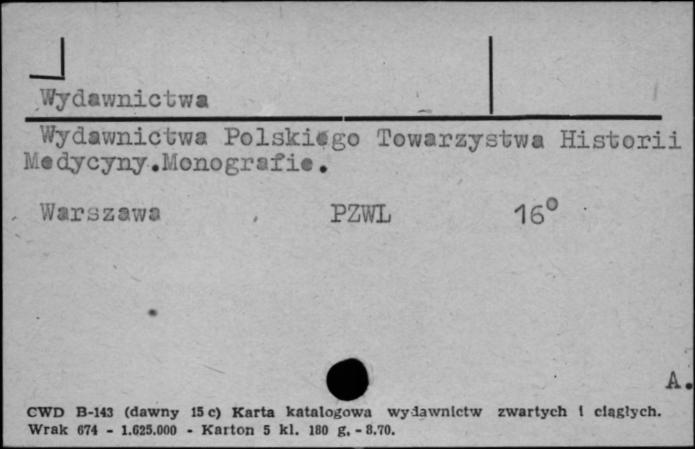 Wydawnictwa
Wydawnictwa Polskiego Towarzystwa Historii
Medycyny.Monografie.
Warszawa PZWL 16°
A.
CWD B-143 (dawny 15 c) Karta katalogowa wydawnictw zwartych i ciągłych.
Wrak 674 - 1.625.000 - Karton 5 kl. 180 g. - 8.70.